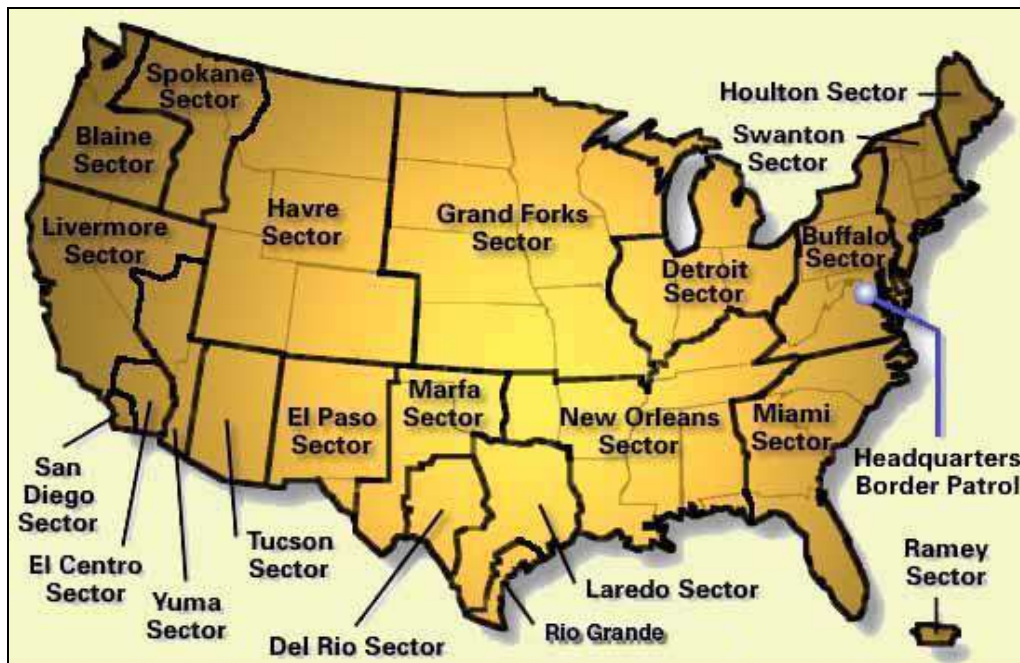 Spokane
Sector
Blaine
Sector
Livermore
Sector
Havre
Sector
Grand Forks
Sector
Detroit
Sector
Buffalo
Sector
Houlton Sector
Swanton
Sector
El Paso
Sector
Marfa
Sector
New Orleans
Sector
Miami
Sector
Headquarters
Border Patrol
San
Diego
Sector
El Centro
Sector
Yuma
Sector
Tucson
Sector
Del Rio Sector
Rio Grande
Laredo Sector
Ramey
Sector